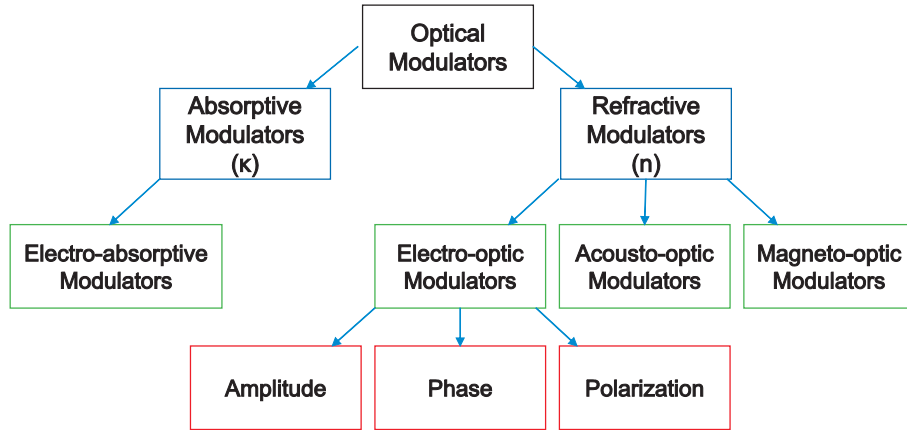 Optical
Modulators
Absorptive
Modulators
(κ)
Refractive
Modulators
(n)
Electro-absorptive
Modulators
Electro-optic
Modulators
Acousto-optic
Modulators
Magneto-optic
Modulators
Amplitude
Phase
Polarization